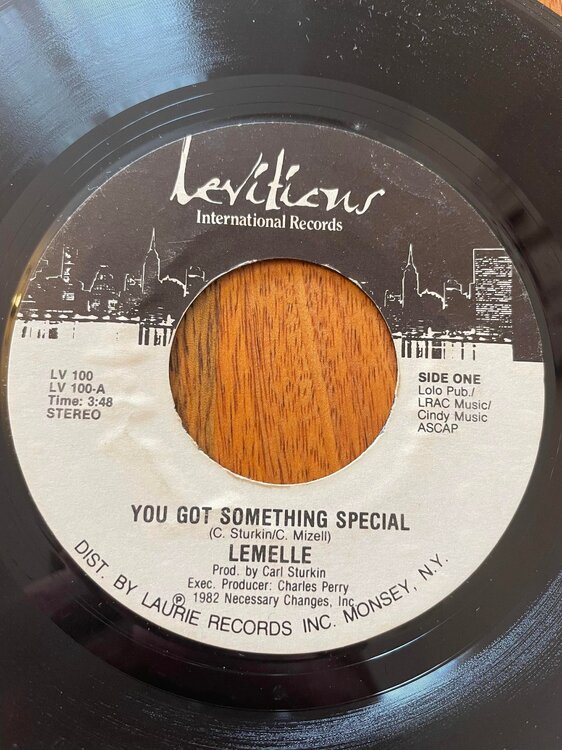 Leviticus
International Records
LV 100
LV 100-A
Time: 3:48
STEREO
SIDE ONE
Lolo Pub./
LRAC Music/
Cindy Music
ASCAP
YOU GOT SOMETHING SPECIAL
(C. Sturkin/C. Mizell)
LEMELLE
Prod. by Carl Sturkin
Exec. Producer: Charles Perry
℗ 1982 Necessary Changes, Inc.
DIST. BY LAURIE RECORDS INC. MONSEY, N.Y.